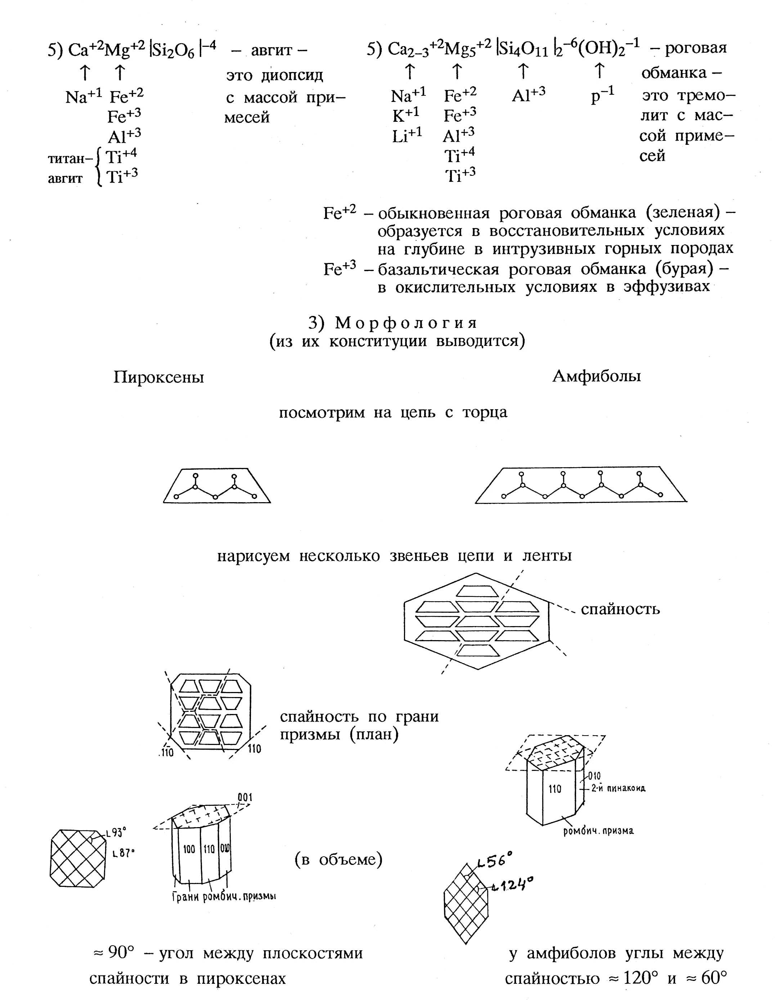 5) Ca+2Mg+2 |Si2O6 |−4 – авгит –
↑ ↑ это диопсид
Na+1 Fe+2 с массой при–
Fe+3 месей
Al+3
титан– { Ti+4
авгит Ti+3
5) Ca2–3+2Mg5+2 |Si4O11 |2−6(OH)2−1 – роговая
↑ ↑ ↑ ↑ обманка –
Na+1 Fe+2 Al+3 p−1 это тремо–
K+1 Fe+3 лит с мас–
Li+1 Al+3 сой приме–
Ti+4 сей
Ti+3
Fe+2 – обыкновенная роговая обманка (зеленая) –
образуется в восстановительных условиях
на глубине в интрузивных горных породах
Fe+3 – базальтическая роговая обманка (бурая) –
в окислительных условиях в эффузивах
3) Морфология
(из их конституции выводится)
Пироксены Амфиболы
посмотрим на цепь с торца
нарисуем несколько звеньев цепи и ленты
спайность
спайность по грани
призмы (план)
11̄0 110
010
110 2-й пинакоид
ромбич. призма
001
100 110 010
Грани ромбич. призмы
∟93°
∟87°
(в объеме)
∟56°
∟124°
≈ 90° – угол между плоскостями
спайности в пироксенах
у амфиболов углы между
спайностью ≈ 120° и ≈ 60°